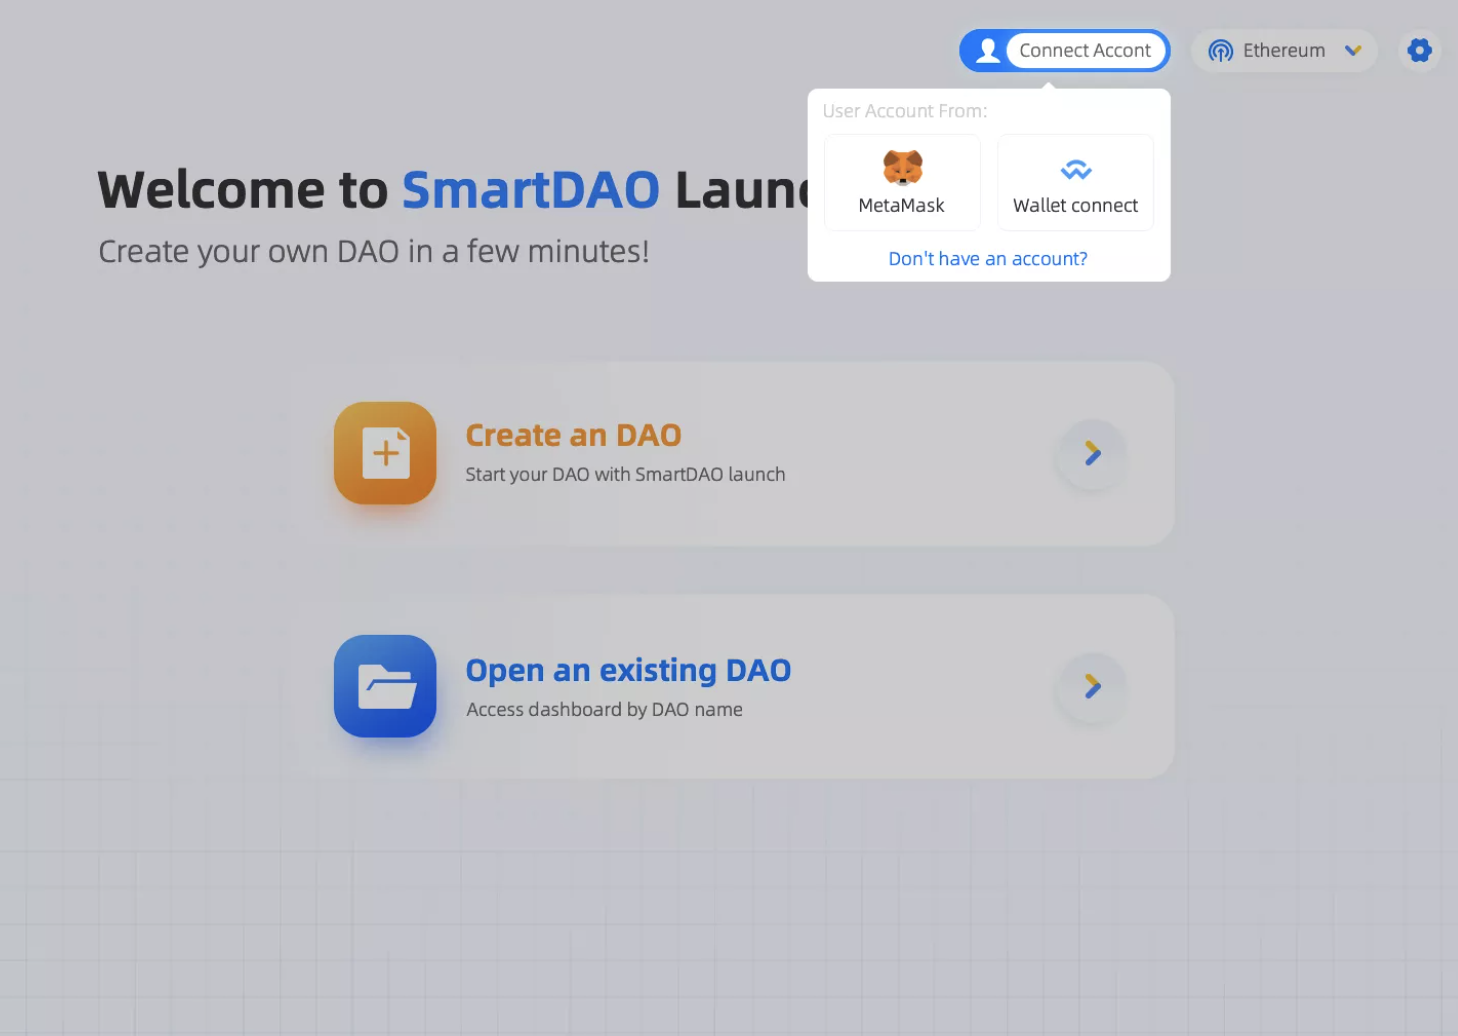 Connect Accont
Ethereum
User Account From:
MetaMask
Wallet connect
Don't have an account?
Welcome to SmartDAO
Create your own DAO in a few minutes!
Create an DAO
Start your DAO with SmartDAO launch
Open an existing DAO
Access dashboard by DAO name